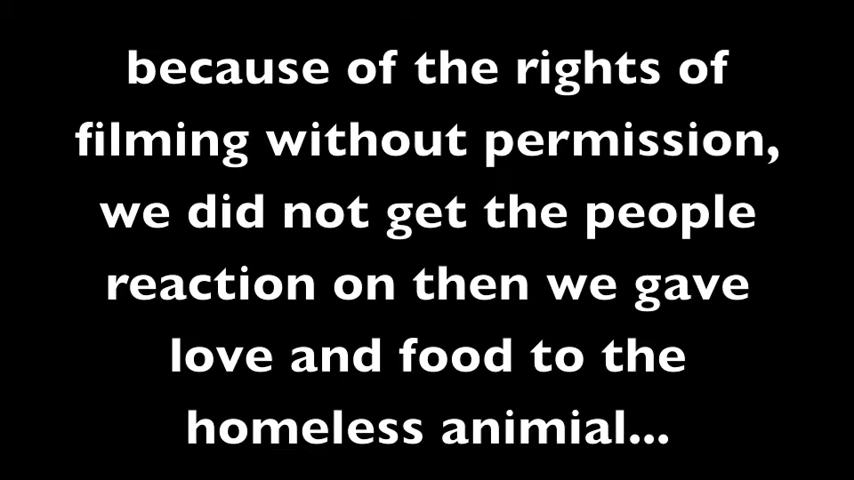 because of the rights of
filming without permission,
we did not get the people
reaction on then we gave
love and food to the
homeless animial...